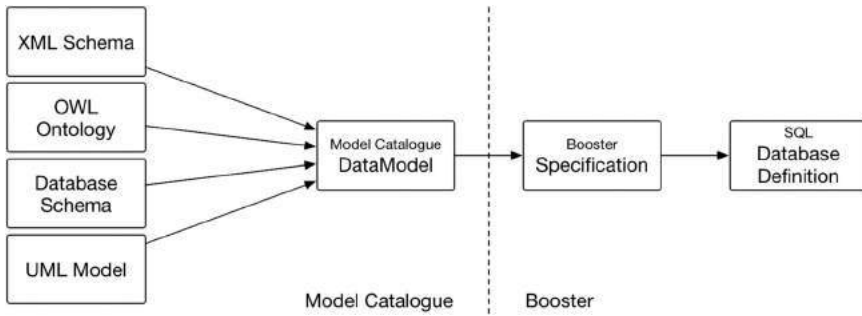 XML Schema
OWL
Ontology
Database
Schema
UML Model
Model Catalogue
DataModel
Booster
Specification
SQL
Database
Definition
Model Catalogue
Booster